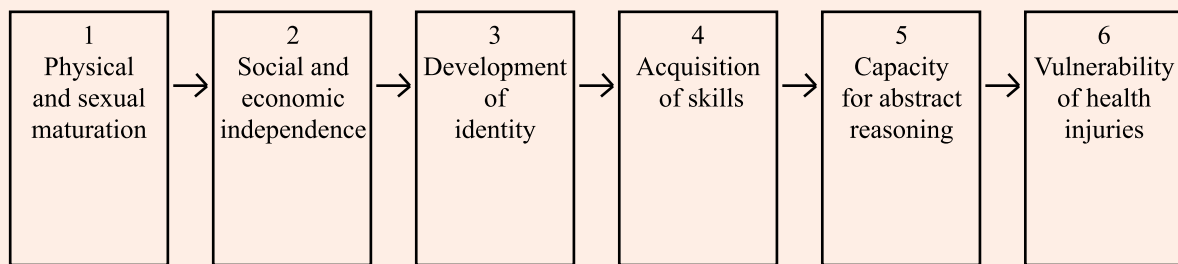 1
Physical
and sexual
maturation
2
Social and
economic
independence
3
Development
of
identity
4
Acquisition
of skills
5
Capacity
for abstract
reasoning
6
Vulnerability
of health
injuries